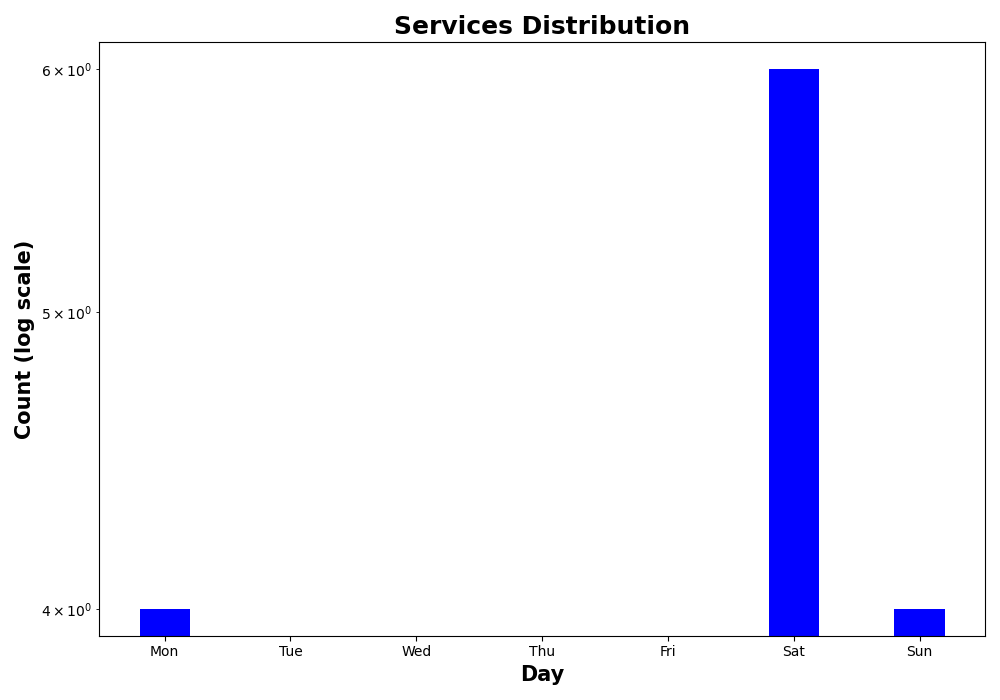 Services Distribution
Count (log scale)
6 × 10⁰
5 × 10⁰
4 × 10⁰
Mon Tue Wed Thu Fri Sat Sun
Day